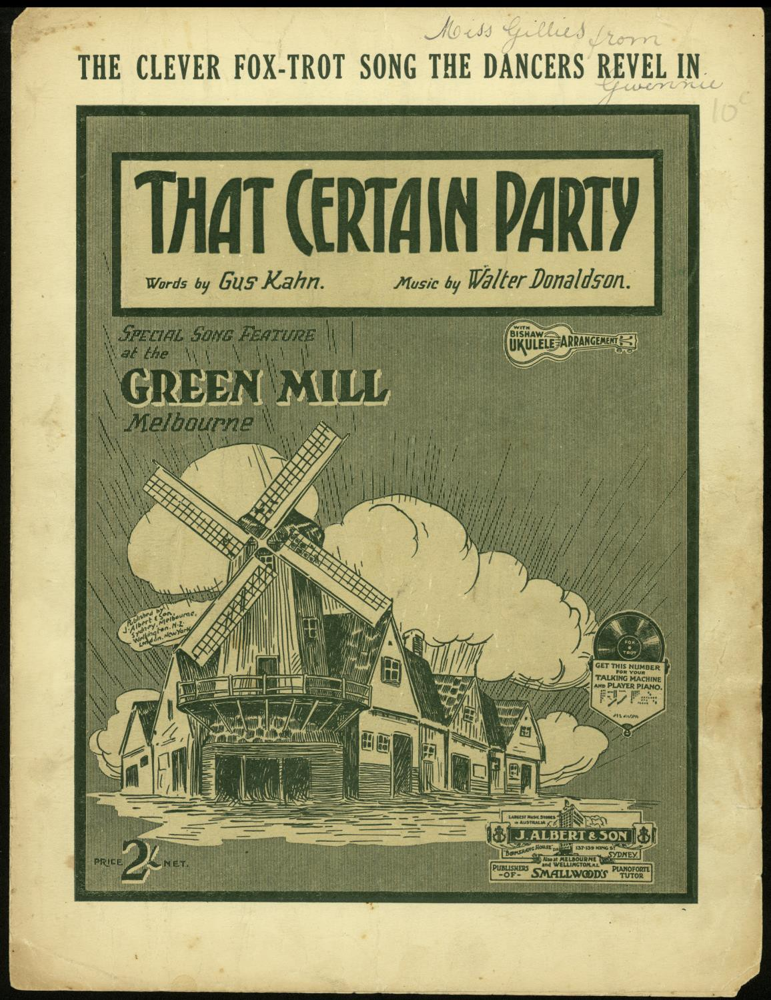 Miss Gillies from
THE CLEVER FOX-TROT SONG THE DANCERS REVEL IN
Gwennie
10c
THAT CERTAIN PARTY
Words by Gus Kahn. Music by Walter Donaldson.
SPECIAL SONG FEATURE
at the
GREEN MILL
Melbourne
WITH
BISHAW
UKULELE ARRANGEMENT
Published by
J. Albert & Son,
Sydney, Melbourne,
Wellington. N.Z.
London. New York
FOX
TROT
GET THIS NUMBER
FOR YOUR
TALKING MACHINE
AND PLAYER PIANO.
PRICE 2/- NET.
LARGEST MUSIC STORES
IN AUSTRALIA
J. ALBERT & SON
"BOOMERANG HOUSE" 137-139 KING ST
SYDNEY.
Also at MELBOURNE
and WELLINGTON. N.Z.
PUBLISHERS
-OF-
SMALLWOOD'S
PIANOFORTE
TUTOR